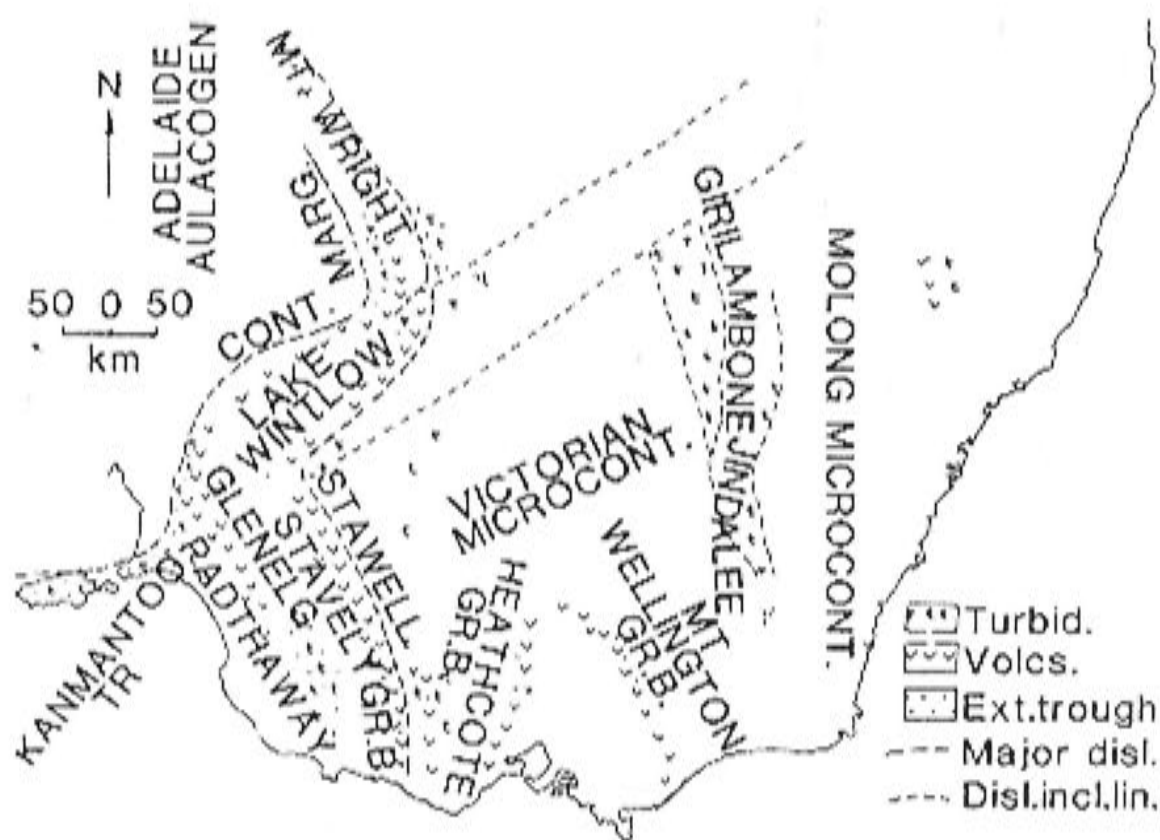 N
ADELAIDE
AULACOGEN
MT. WRIGHT
MARG.
CONT.
50 0 50
km
LAKE
WINTLOW
GIRILAMBONE
JINDALEE
MOLONG MICROCONT.
VICTORIAN
MICROCONT.
STAWELL
STAVELY GR.B
GLENELG
RADTHAWAY
KANMANTOO
TR
HEATHCOTE
GR.B.
MT
WELLINGTON
GR.B.
Turbid.
Volcs.
Ext.trough
Major disl.
Disl.incl.lin.